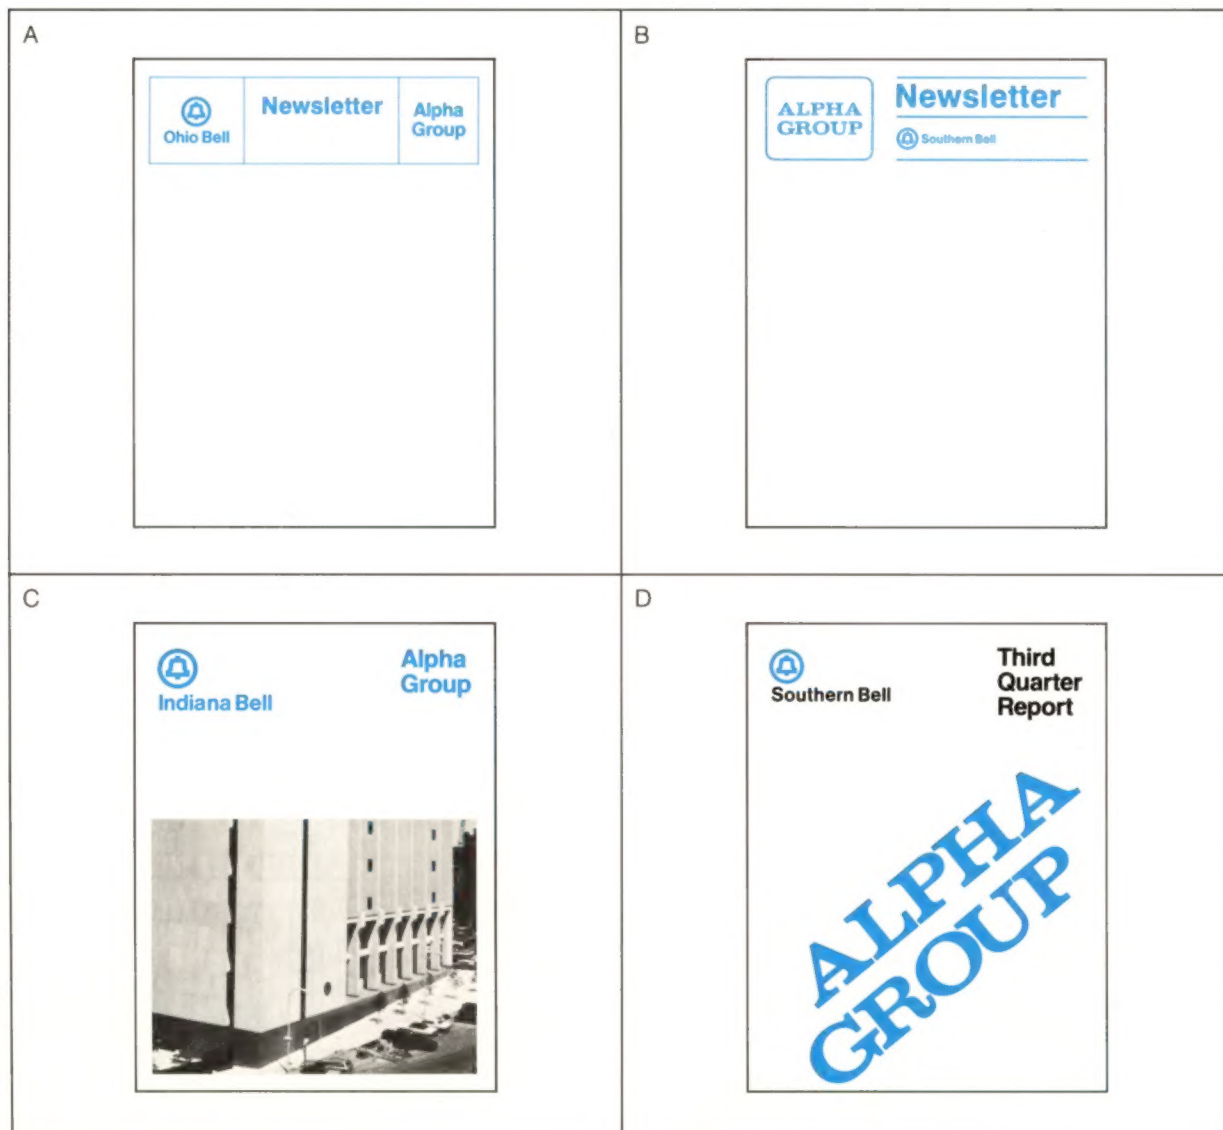 A
Ohio Bell
Newsletter
Alpha
Group
B
ALPHA
GROUP
Newsletter
Southern Bell
C
Indiana Bell
Alpha
Group
D
Southern Bell
Third
Quarter
Report
ALPHA
GROUP